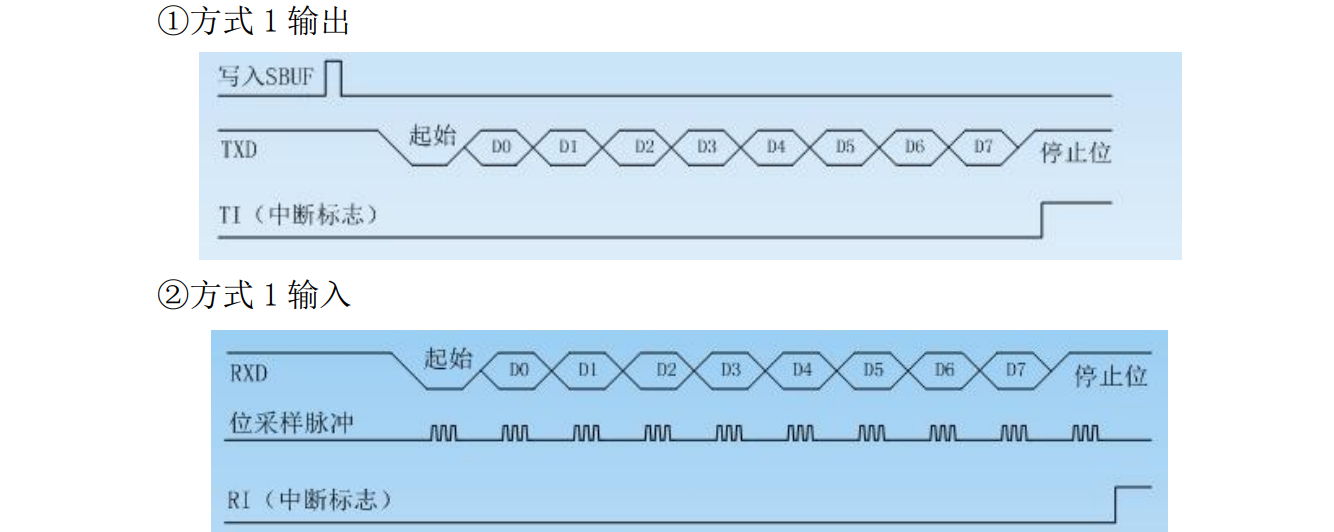 ①方式 1 输出
写入SBUF
TXD 起始 D0 D1 D2 D3 D4 D5 D6 D7 停止位
TI（中断标志）
②方式 1 输入
RXD 起始 D0 D1 D2 D3 D4 D5 D6 D7 停止位
位采样脉冲
RI（中断标志）